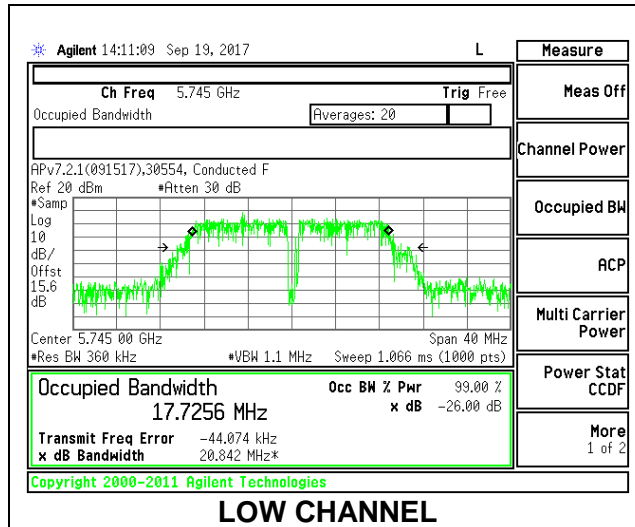 Agilent 14:11:09 Sep 19, 2017 L Measure
Ch Freq 5.745 GHz Trig Free
Meas Off
Occupied Bandwidth Averages: 20
Channel Power
APv7.2.1(091517),30554, Conducted F
Ref 20 dBm #Atten 30 dB
#Samp
Log
10
dB/
Offst
15.6
dB
Occupied BW
ACP
Multi Carrier
Power
Center 5.745 00 GHz Span 40 MHz
#Res BW 360 kHz #VBW 1.1 MHz Sweep 1.066 ms (1000 pts)
Power Stat
CCDF
Occupied Bandwidth Occ BW % Pwr 99.00 %
17.7256 MHz x dB -26.00 dB
Transmit Freq Error -44.074 kHz
x dB Bandwidth 20.842 MHz*
More
1 of 2
Copyright 2000-2011 Agilent Technologies
LOW CHANNEL